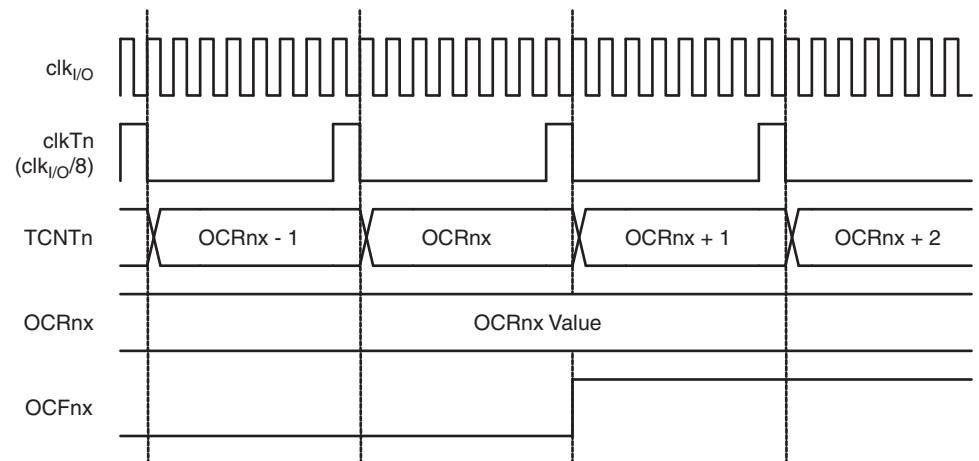 clkI/O
clkTn
(clkI/O/8)
TCNTn
OCRnx - 1
OCRnx
OCRnx + 1
OCRnx + 2
OCRnx
OCRnx Value
OCFnx